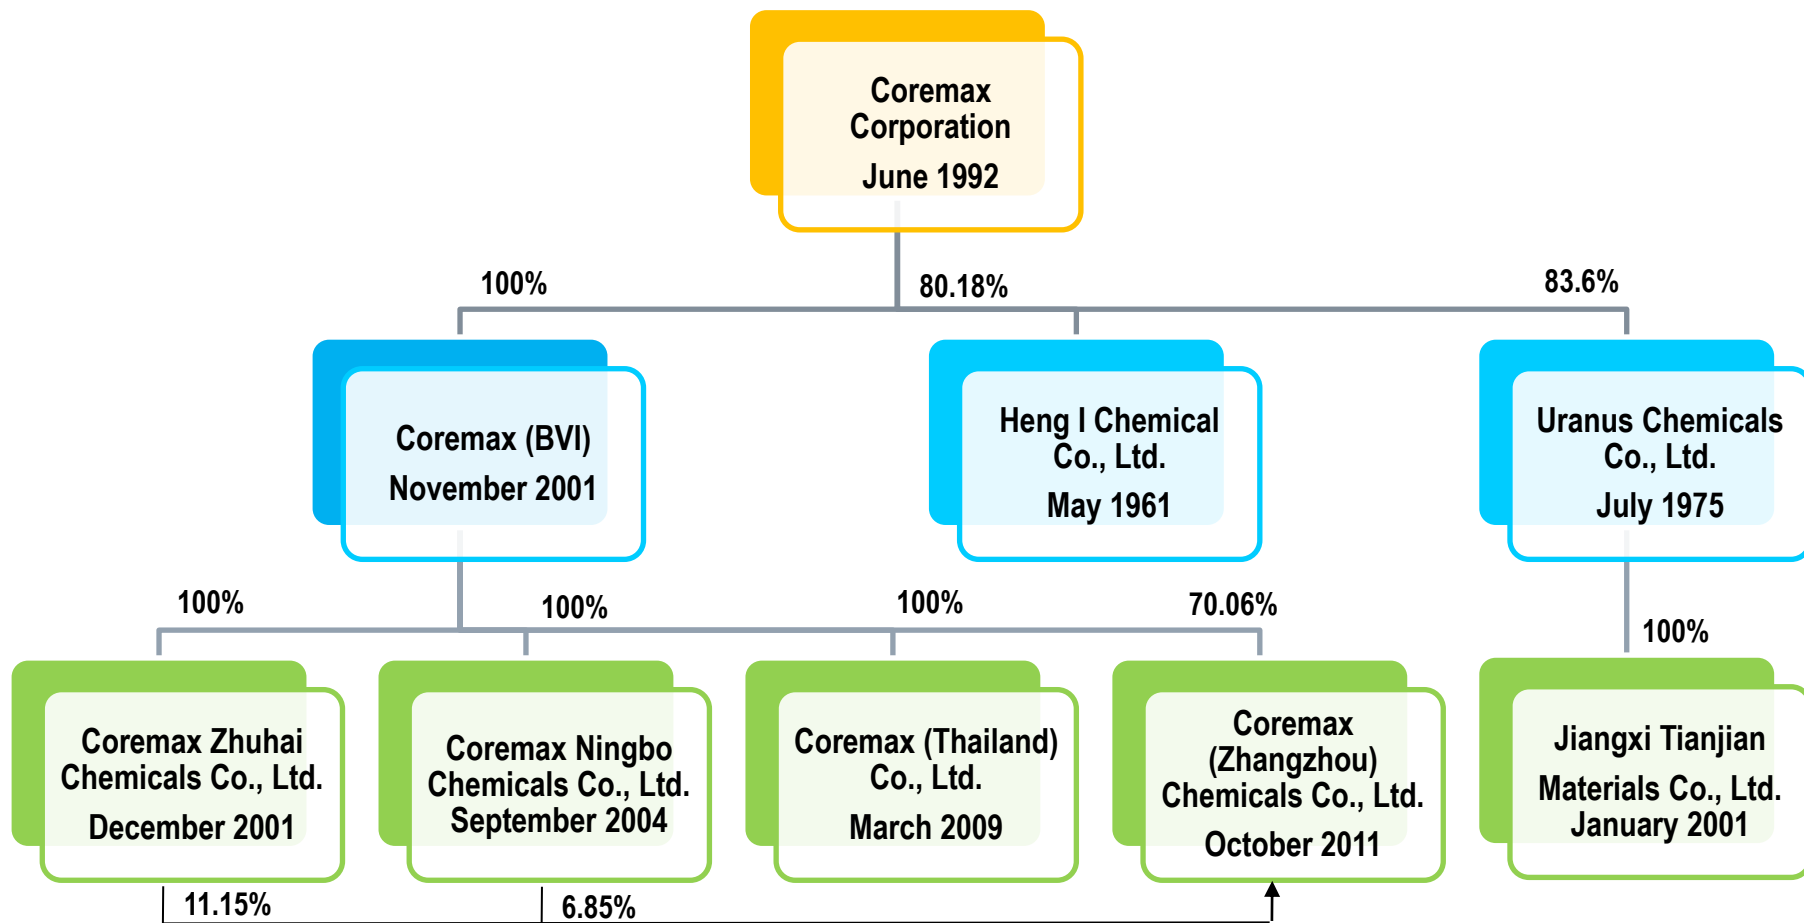 Coremax
Corporation
June 1992
100%
80.18%
83.6%
Coremax (BVI)
November 2001
Heng I Chemical
Co., Ltd.
May 1961
Uranus Chemicals
Co., Ltd.
July 1975
100%
100%
100%
70.06%
100%
Coremax Zhuhai
Chemicals Co., Ltd.
December 2001
Coremax Ningbo
Chemicals Co., Ltd.
September 2004
Coremax (Thailand)
Co., Ltd.
March 2009
Coremax
(Zhangzhou)
Chemicals Co., Ltd.
October 2011
Jiangxi Tianjian
Materials Co., Ltd.
January 2001
11.15%
6.85%